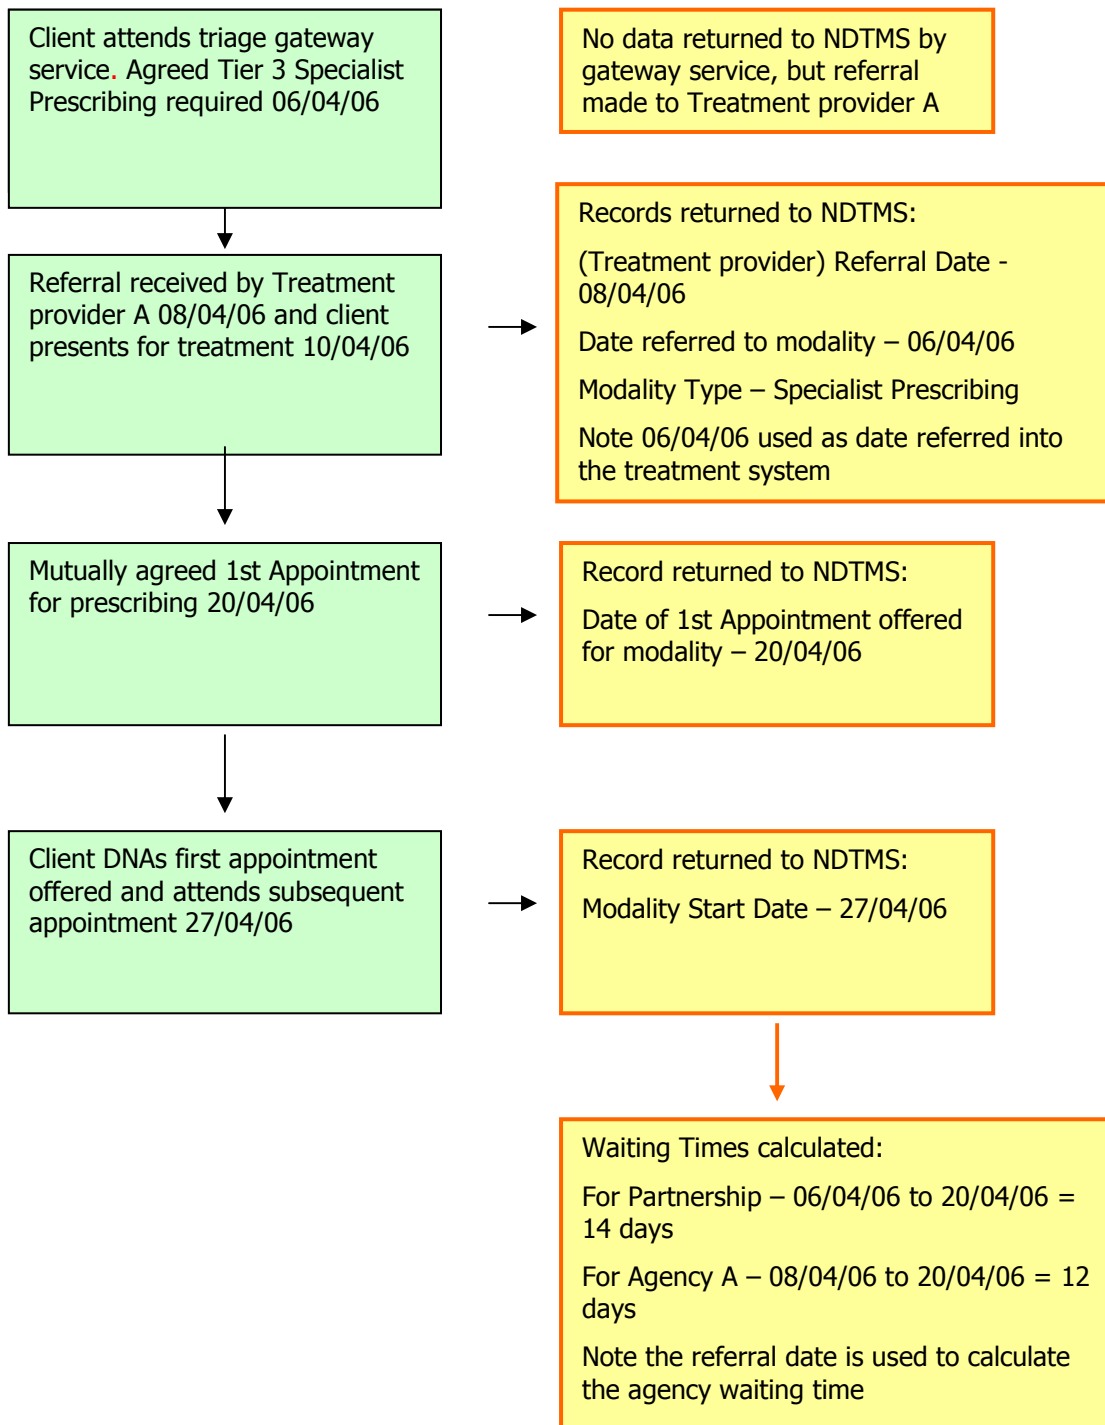 Client attends triage gateway
service. Agreed Tier 3 Specialist
Prescribing required 06/04/06
No data returned to NDTMS by
gateway service, but referral
made to Treatment provider A
Referral received by Treatment
provider A 08/04/06 and client
presents for treatment 10/04/06
Records returned to NDTMS:
(Treatment provider) Referral Date -
08/04/06
Date referred to modality – 06/04/06
Modality Type – Specialist Prescribing
Note 06/04/06 used as date referred into
the treatment system
Mutually agreed 1st Appointment
for prescribing 20/04/06
Record returned to NDTMS:
Date of 1st Appointment offered
for modality – 20/04/06
Client DNAs first appointment
offered and attends subsequent
appointment 27/04/06
Record returned to NDTMS:
Modality Start Date – 27/04/06
Waiting Times calculated:
For Partnership – 06/04/06 to 20/04/06 =
14 days
For Agency A – 08/04/06 to 20/04/06 = 12
days
Note the referral date is used to calculate
the agency waiting time